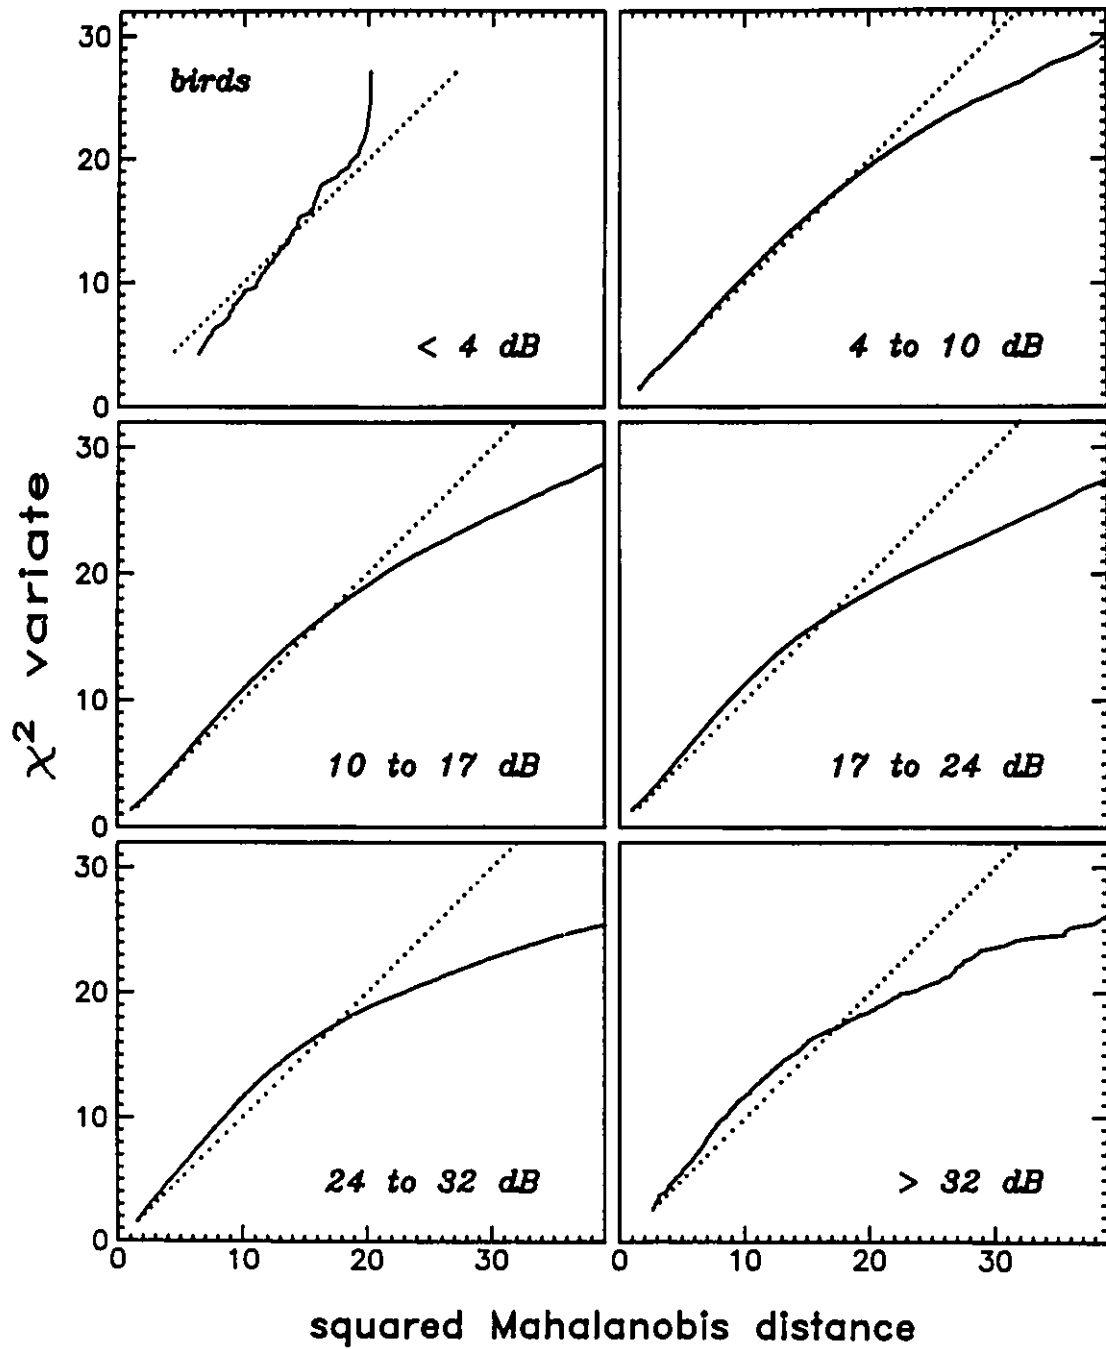 30
20
10
0
birds
< 4 dB
4 to 10 dB
30
20
10
0
10 to 17 dB
17 to 24 dB
30
20
10
0
24 to 32 dB
> 32 dB
0 10 20 30
0 10 20 30
χ² variate
squared Mahalanobis distance